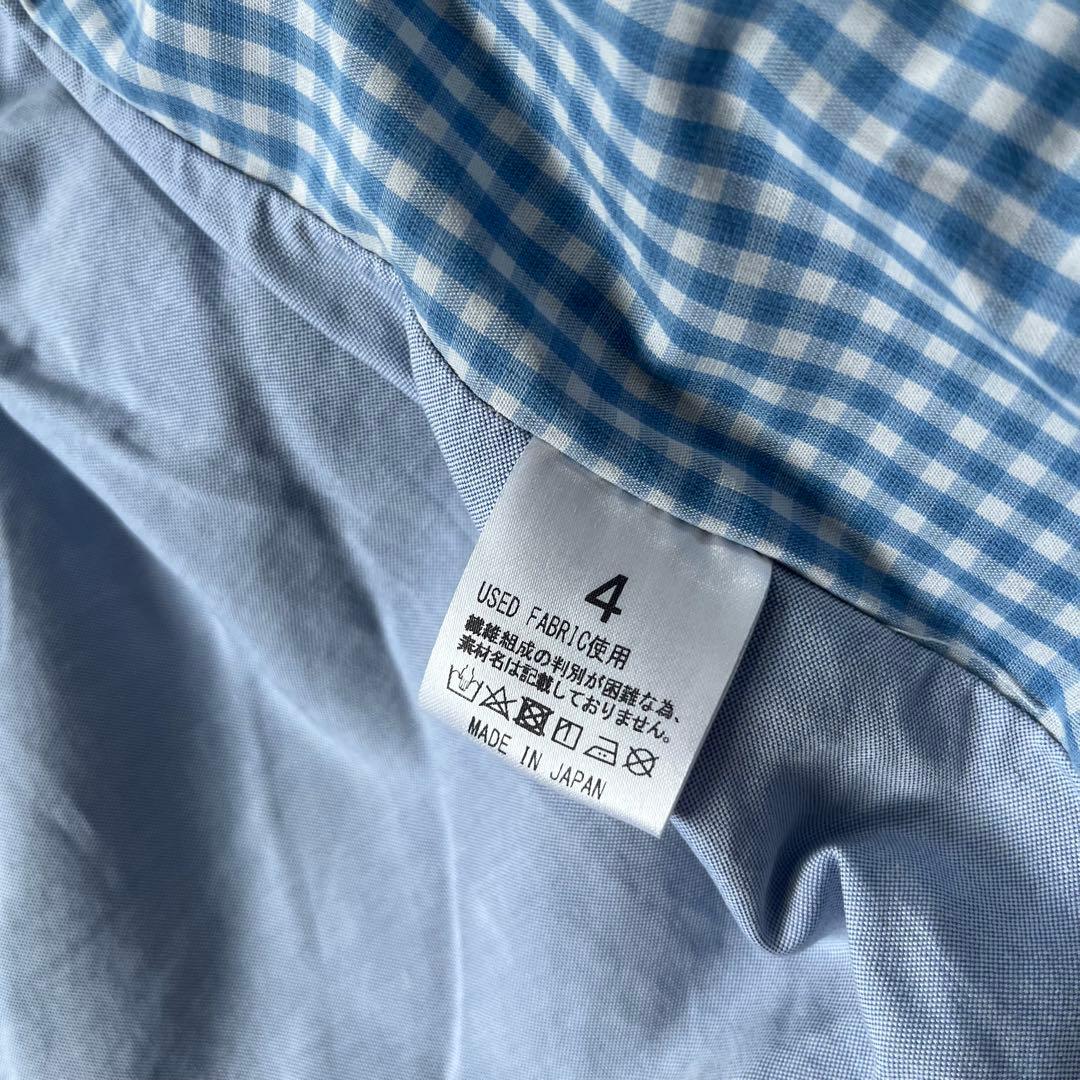 4
USED FABRIC使用
繊維組成の判別が困難な為、
素材名は記載しておりません。
MADE IN JAPAN